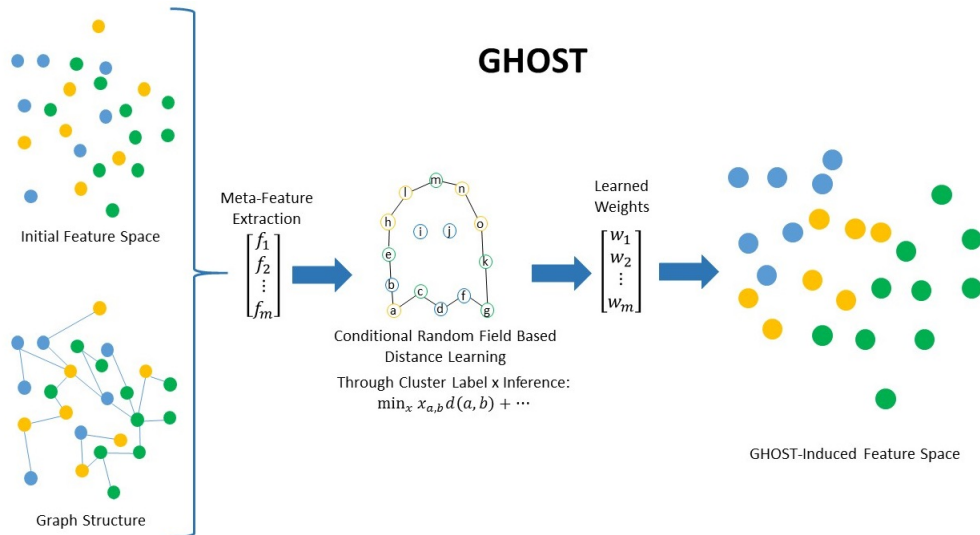 GHOST
Initial Feature Space
Graph Structure
Meta-Feature
Extraction
f₁
f₂
⋮
fₘ
m
l
n
h
o
i
j
e
k
b
c
f
a
d
g
Conditional Random Field Based
Distance Learning
Through Cluster Label x Inference:
minₓ xₐ,b d(a, b) + ⋯
Learned
Weights
w₁
w₂
⋮
wₘ
GHOST-Induced Feature Space